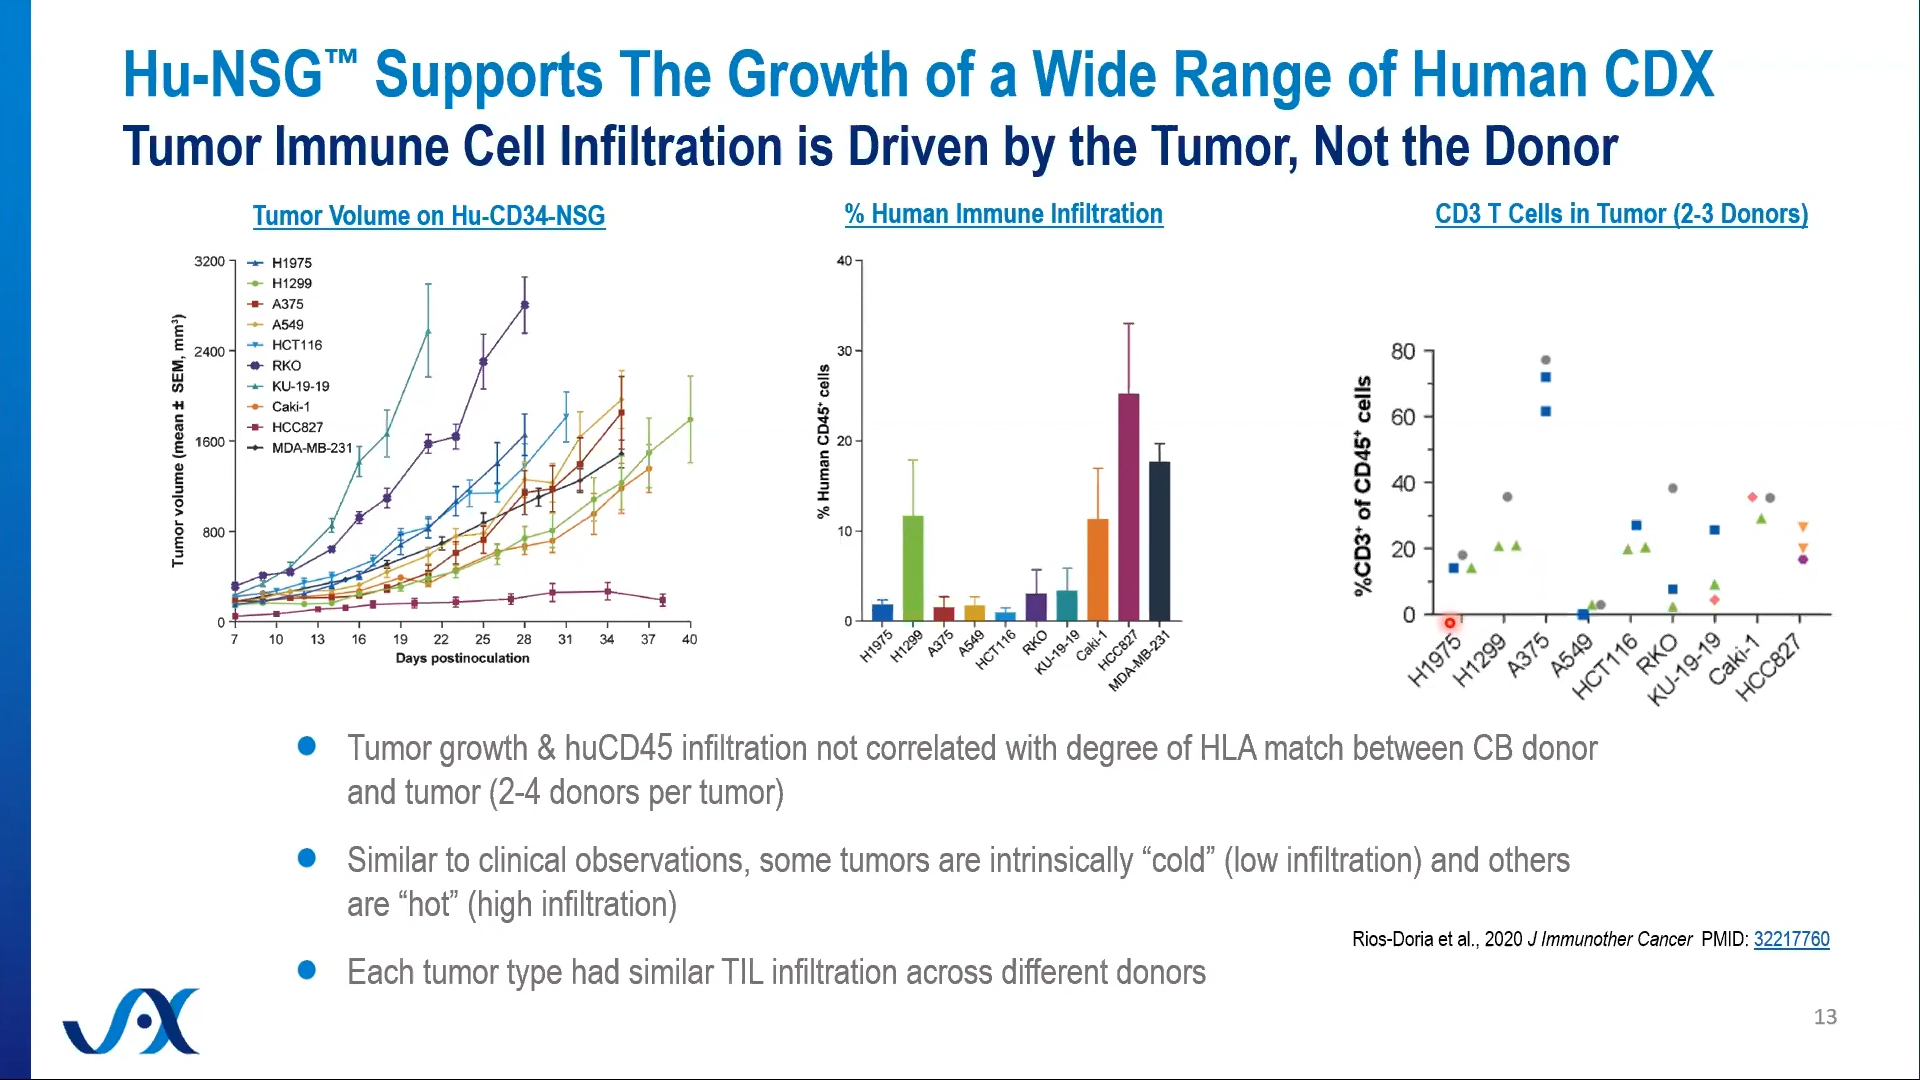 Hu-NSG™ Supports The Growth of a Wide Range of Human CDX
Tumor Immune Cell Infiltration is Driven by the Tumor, Not the Donor
Tumor Volume on Hu-CD34-NSG
Tumor volume (mean ± SEM, mm³)
3200
2400
1600
800
0
H1975
H1299
A375
A549
HCT116
RKO
KU-19-19
Caki-1
HCC827
MDA-MB-231
7 10 13 16 19 22 25 28 31 34 37 40
Days postinoculation
% Human Immune Infiltration
% Human CD45⁺ cells
40
30
20
10
0
H1975 H1299 A375 A549 HCT116 RKO KU-19-19 Caki-1 HCC827 MDA-MB-231
CD3 T Cells in Tumor (2-3 Donors)
%CD3⁺ of CD45⁺ cells
80
60
40
20
0
H1975 H1299 A375 A549 HCT116 RKO KU-19-19 Caki-1 HCC827
Tumor growth & huCD45 infiltration not correlated with degree of HLA match between CB donor
and tumor (2-4 donors per tumor)
Similar to clinical observations, some tumors are intrinsically “cold” (low infiltration) and others
are “hot” (high infiltration)
Rios-Doria et al., 2020 J Immunother Cancer PMID: 32217760
Each tumor type had similar TIL infiltration across different donors
JAX
13